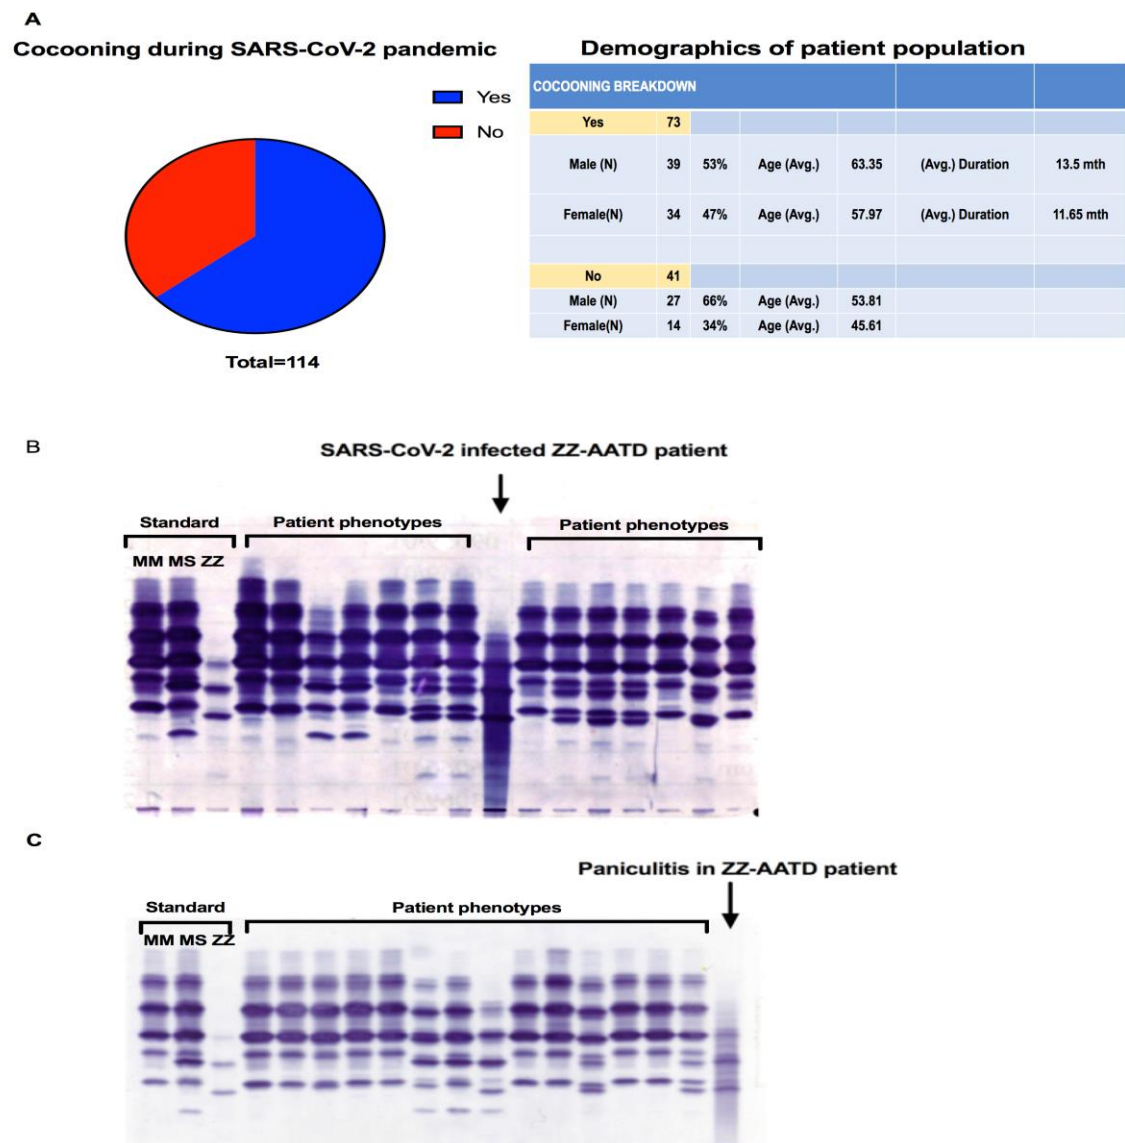 A
Cocooning during SARS-CoV-2 pandemic
Yes
No
Total=114
Demographics of patient population
COCOONING BREAKDOWN
Yes 73
Male (N) 39 53% Age (Avg.) 63.35 (Avg.) Duration 13.5 mth
Female(N) 34 47% Age (Avg.) 57.97 (Avg.) Duration 11.65 mth
No 41
Male (N) 27 66% Age (Avg.) 53.81
Female(N) 14 34% Age (Avg.) 45.61
B
SARS-CoV-2 infected ZZ-AATD patient
Standard Patient phenotypes Patient phenotypes
MM MS ZZ
C
Paniculitis in ZZ-AATD patient
Standard Patient phenotypes
MM MS ZZ